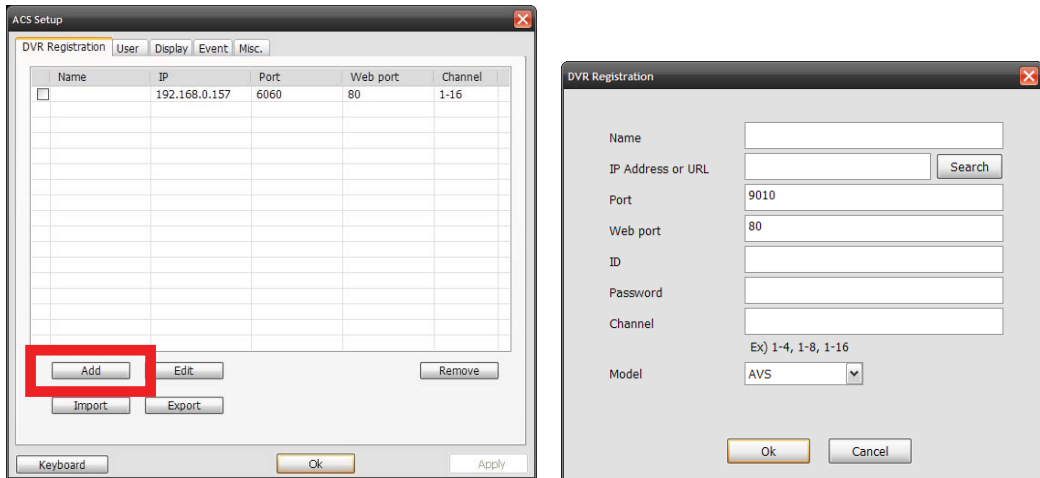 ACS Setup
DVR Registration User Display Event Misc.
Name IP Port Web port Channel
192.168.0.157 6060 80 1-16
Add Edit Remove
Import Export
Keyboard Ok Apply
DVR Registration
Name
IP Address or URL Search
Port 9010
Web port 80
ID
Password
Channel
Ex) 1-4, 1-8, 1-16
Model AVS
Ok Cancel